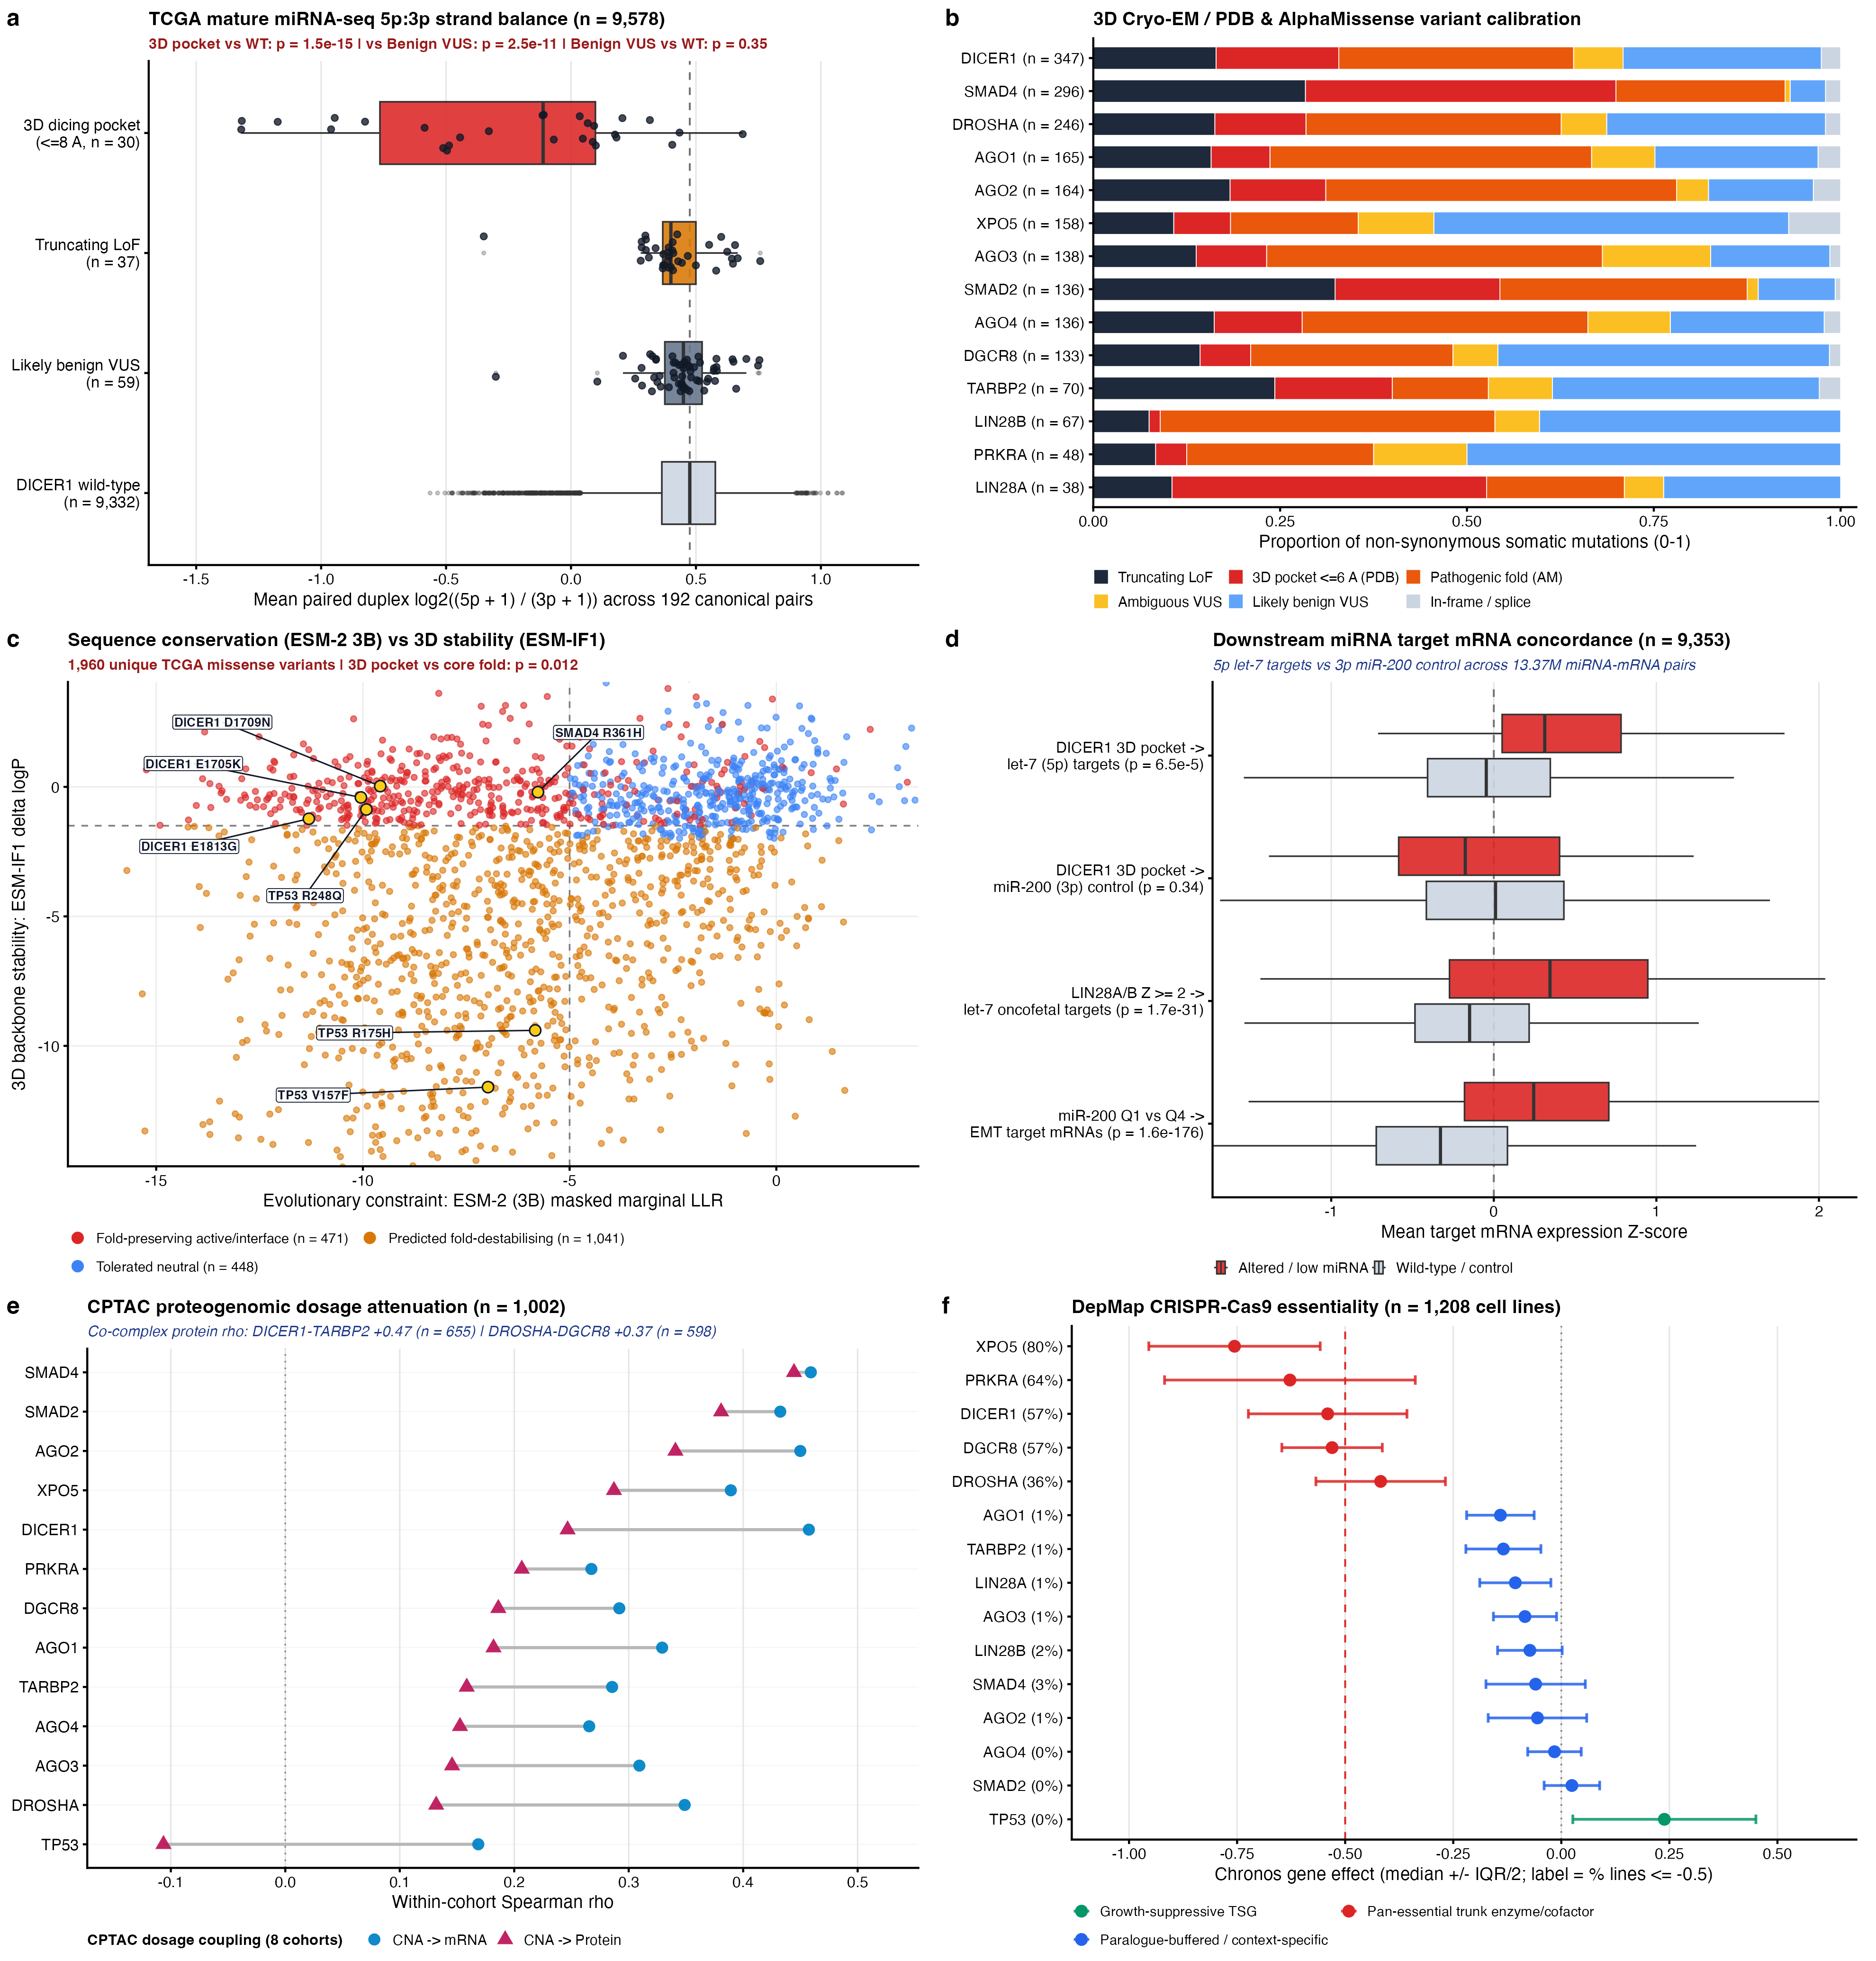 a
TCGA mature miRNA-seq 5p:3p strand balance (n = 9,578)
3D pocket vs WT: p = 1.5e-15 | vs Benign VUS: p = 2.5e-11 | Benign VUS vs WT: p = 0.35
3D dicing pocket
(<=8 A, n = 30)
Truncating LoF
(n = 37)
Likely benign VUS
(n = 59)
DICER1 wild-type
(n = 9,332)
-1.5
-1.0
-0.5
0.0
0.5
1.0
Mean paired duplex log2((5p + 1) / (3p + 1)) across 192 canonical pairs
b
3D Cryo-EM / PDB & AlphaMissense variant calibration
DICER1 (n = 347)
SMAD4 (n = 296)
DROSHA (n = 246)
AGO1 (n = 165)
AGO2 (n = 164)
XPO5 (n = 158)
AGO3 (n = 138)
SMAD2 (n = 136)
AGO4 (n = 136)
DGCR8 (n = 133)
TARBP2 (n = 70)
LIN28B (n = 67)
PRKRA (n = 48)
LIN28A (n = 38)
0.00
0.25
0.50
0.75
1.00
Proportion of non-synonymous somatic mutations (0-1)
Truncating LoF
3D pocket <=6 A (PDB)
Pathogenic fold (AM)
Ambiguous VUS
Likely benign VUS
In-frame / splice
c
Sequence conservation (ESM-2 3B) vs 3D stability (ESM-IF1)
1,960 unique TCGA missense variants | 3D pocket vs core fold: p = 0.012
3D backbone stability: ESM-IF1 delta logP
0
-5
-10
DICER1 D1709N
SMAD4 R361H
DICER1 E1705K
DICER1 E1813G
TP53 R248Q
TP53 R175H
TP53 V157F
-15
-10
-5
0
Evolutionary constraint: ESM-2 (3B) masked marginal LLR
Fold-preserving active/interface (n = 471)
Predicted fold-destabilising (n = 1,041)
Tolerated neutral (n = 448)
d
Downstream miRNA target mRNA concordance (n = 9,353)
5p let-7 targets vs 3p miR-200 control across 13.37M miRNA-mRNA pairs
DICER1 3D pocket ->
let-7 (5p) targets (p = 6.5e-5)
DICER1 3D pocket ->
miR-200 (3p) control (p = 0.34)
LIN28A/B Z >= 2 ->
let-7 oncofetal targets (p = 1.7e-31)
miR-200 Q1 vs Q4 ->
EMT target mRNAs (p = 1.6e-176)
-1
0
1
2
Mean target mRNA expression Z-score
Altered / low miRNA
Wild-type / control
e
CPTAC proteogenomic dosage attenuation (n = 1,002)
Co-complex protein rho: DICER1-TARBP2 +0.47 (n = 655) | DROSHA-DGCR8 +0.37 (n = 598)
SMAD4
SMAD2
AGO2
XPO5
DICER1
PRKRA
DGCR8
AGO1
TARBP2
AGO4
AGO3
DROSHA
TP53
-0.1
0.0
0.1
0.2
0.3
0.4
0.5
Within-cohort Spearman rho
CPTAC dosage coupling (8 cohorts)
CNA -> mRNA
CNA -> Protein
f
DepMap CRISPR-Cas9 essentiality (n = 1,208 cell lines)
XPO5 (80%)
PRKRA (64%)
DICER1 (57%)
DGCR8 (57%)
DROSHA (36%)
AGO1 (1%)
TARBP2 (1%)
LIN28A (1%)
AGO3 (1%)
LIN28B (2%)
SMAD4 (3%)
AGO2 (1%)
AGO4 (0%)
SMAD2 (0%)
TP53 (0%)
-1.00
-0.75
-0.50
-0.25
0.00
0.25
0.50
Chronos gene effect (median +/- IQR/2; label = % lines <= -0.5)
Growth-suppressive TSG
Pan-essential trunk enzyme/cofactor
Paralogue-buffered / context-specific